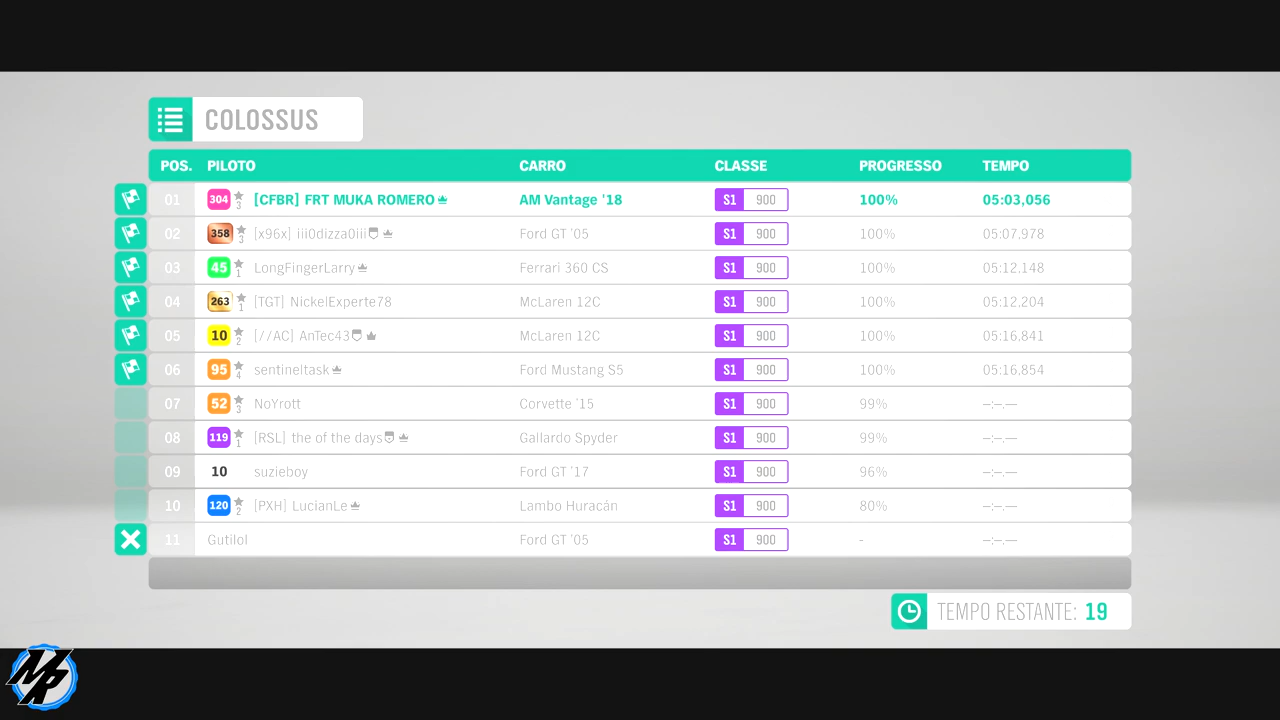 COLOSSUS
POS. PILOTO CARRO CLASSE PROGRESSO TEMPO
01 304 3 [CFBR] FRT MUKA ROMERO AM Vantage '18 S1 900 100% 05:03,056
02 358 3 [x96x] iii0dizza0iii Ford GT '05 S1 900 100% 05:07,978
03 45 1 LongFingerLarry Ferrari 360 CS S1 900 100% 05:12,148
04 263 1 [TGT] NickelExperte78 McLaren 12C S1 900 100% 05:12,204
05 10 2 [//AC] AnTec43 McLaren 12C S1 900 100% 05:16,841
06 95 4 sentineltask Ford Mustang S5 S1 900 100% 05:16,854
07 52 3 NoYrott Corvette '15 S1 900 99% --:--.---
08 119 1 [RSL] the of the days Gallardo Spyder S1 900 99% --:--.---
09 10 suzieboy Ford GT '17 S1 900 96% --:--.---
10 120 2 [PXH] LucianLe Lambo Huracán S1 900 80% --:--.---
11 Gutilol Ford GT '05 S1 900 - --:--.---
TEMPO RESTANTE: 19
MR